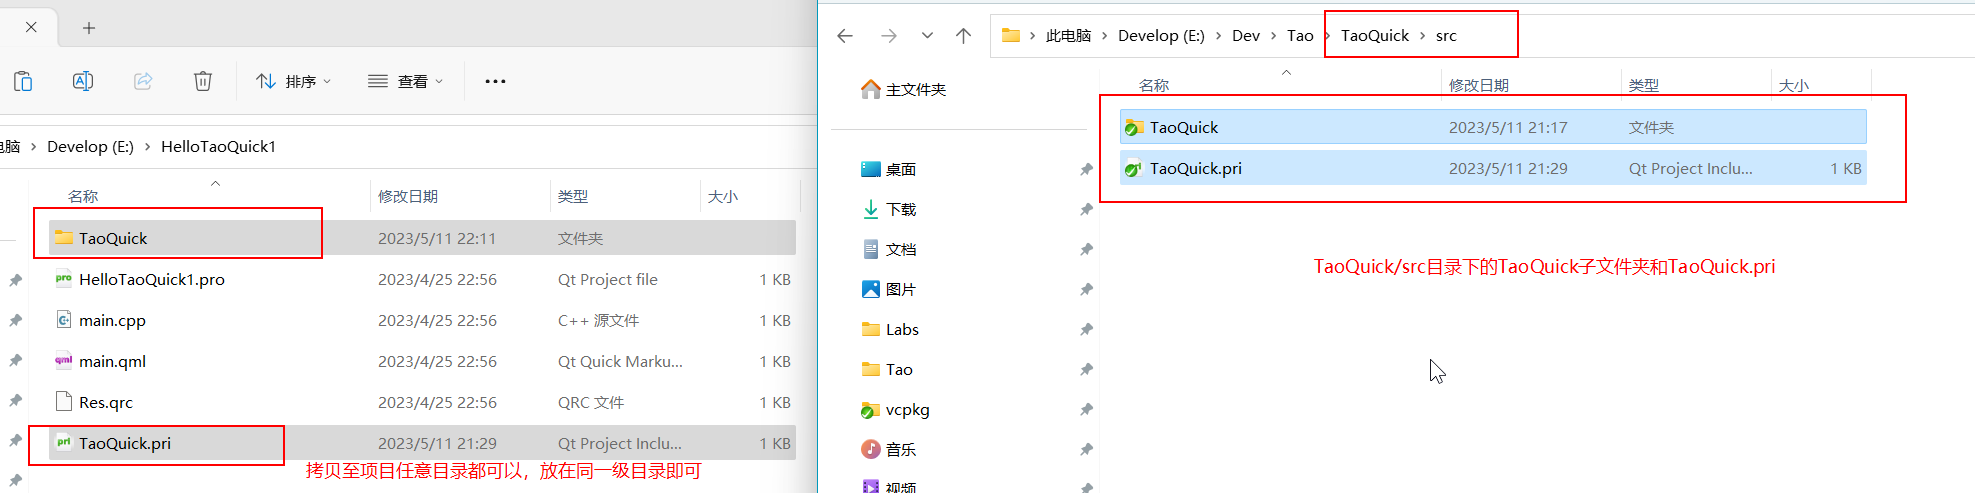 排序
查看
电脑 Develop (E:) HelloTaoQuick1
名称 修改日期 类型 大小
TaoQuick 2023/5/11 22:11 文件夹
HelloTaoQuick1.pro 2023/4/25 22:56 Qt Project file 1 KB
main.cpp 2023/4/25 22:56 C++ 源文件 1 KB
main.qml 2023/4/25 22:56 Qt Quick Marku... 1 KB
Res.qrc 2023/4/25 22:56 QRC 文件 1 KB
TaoQuick.pri 2023/5/11 21:29 Qt Project Inclu... 1 KB
拷贝至项目任意目录都可以，放在同一级目录即可
此电脑 Develop (E:) Dev Tao TaoQuick src
主文件夹
桌面
下载
文档
图片
Labs
Tao
vcpkg
音乐
视频
名称 修改日期 类型 大小
TaoQuick 2023/5/11 21:17 文件夹
TaoQuick.pri 2023/5/11 21:29 Qt Project Inclu... 1 KB
TaoQuick/src目录下的TaoQuick子文件夹和TaoQuick.pri